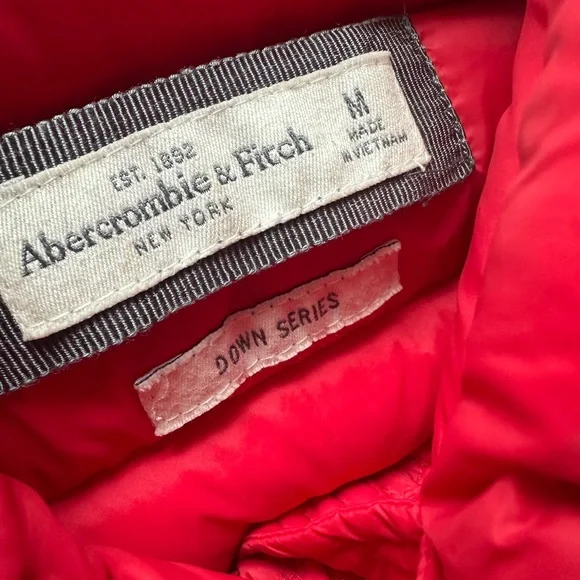 EST. 1892
Abercrombie & Fitch
NEW YORK
M
MADE
IN VIETNAM
DOWN SERIES